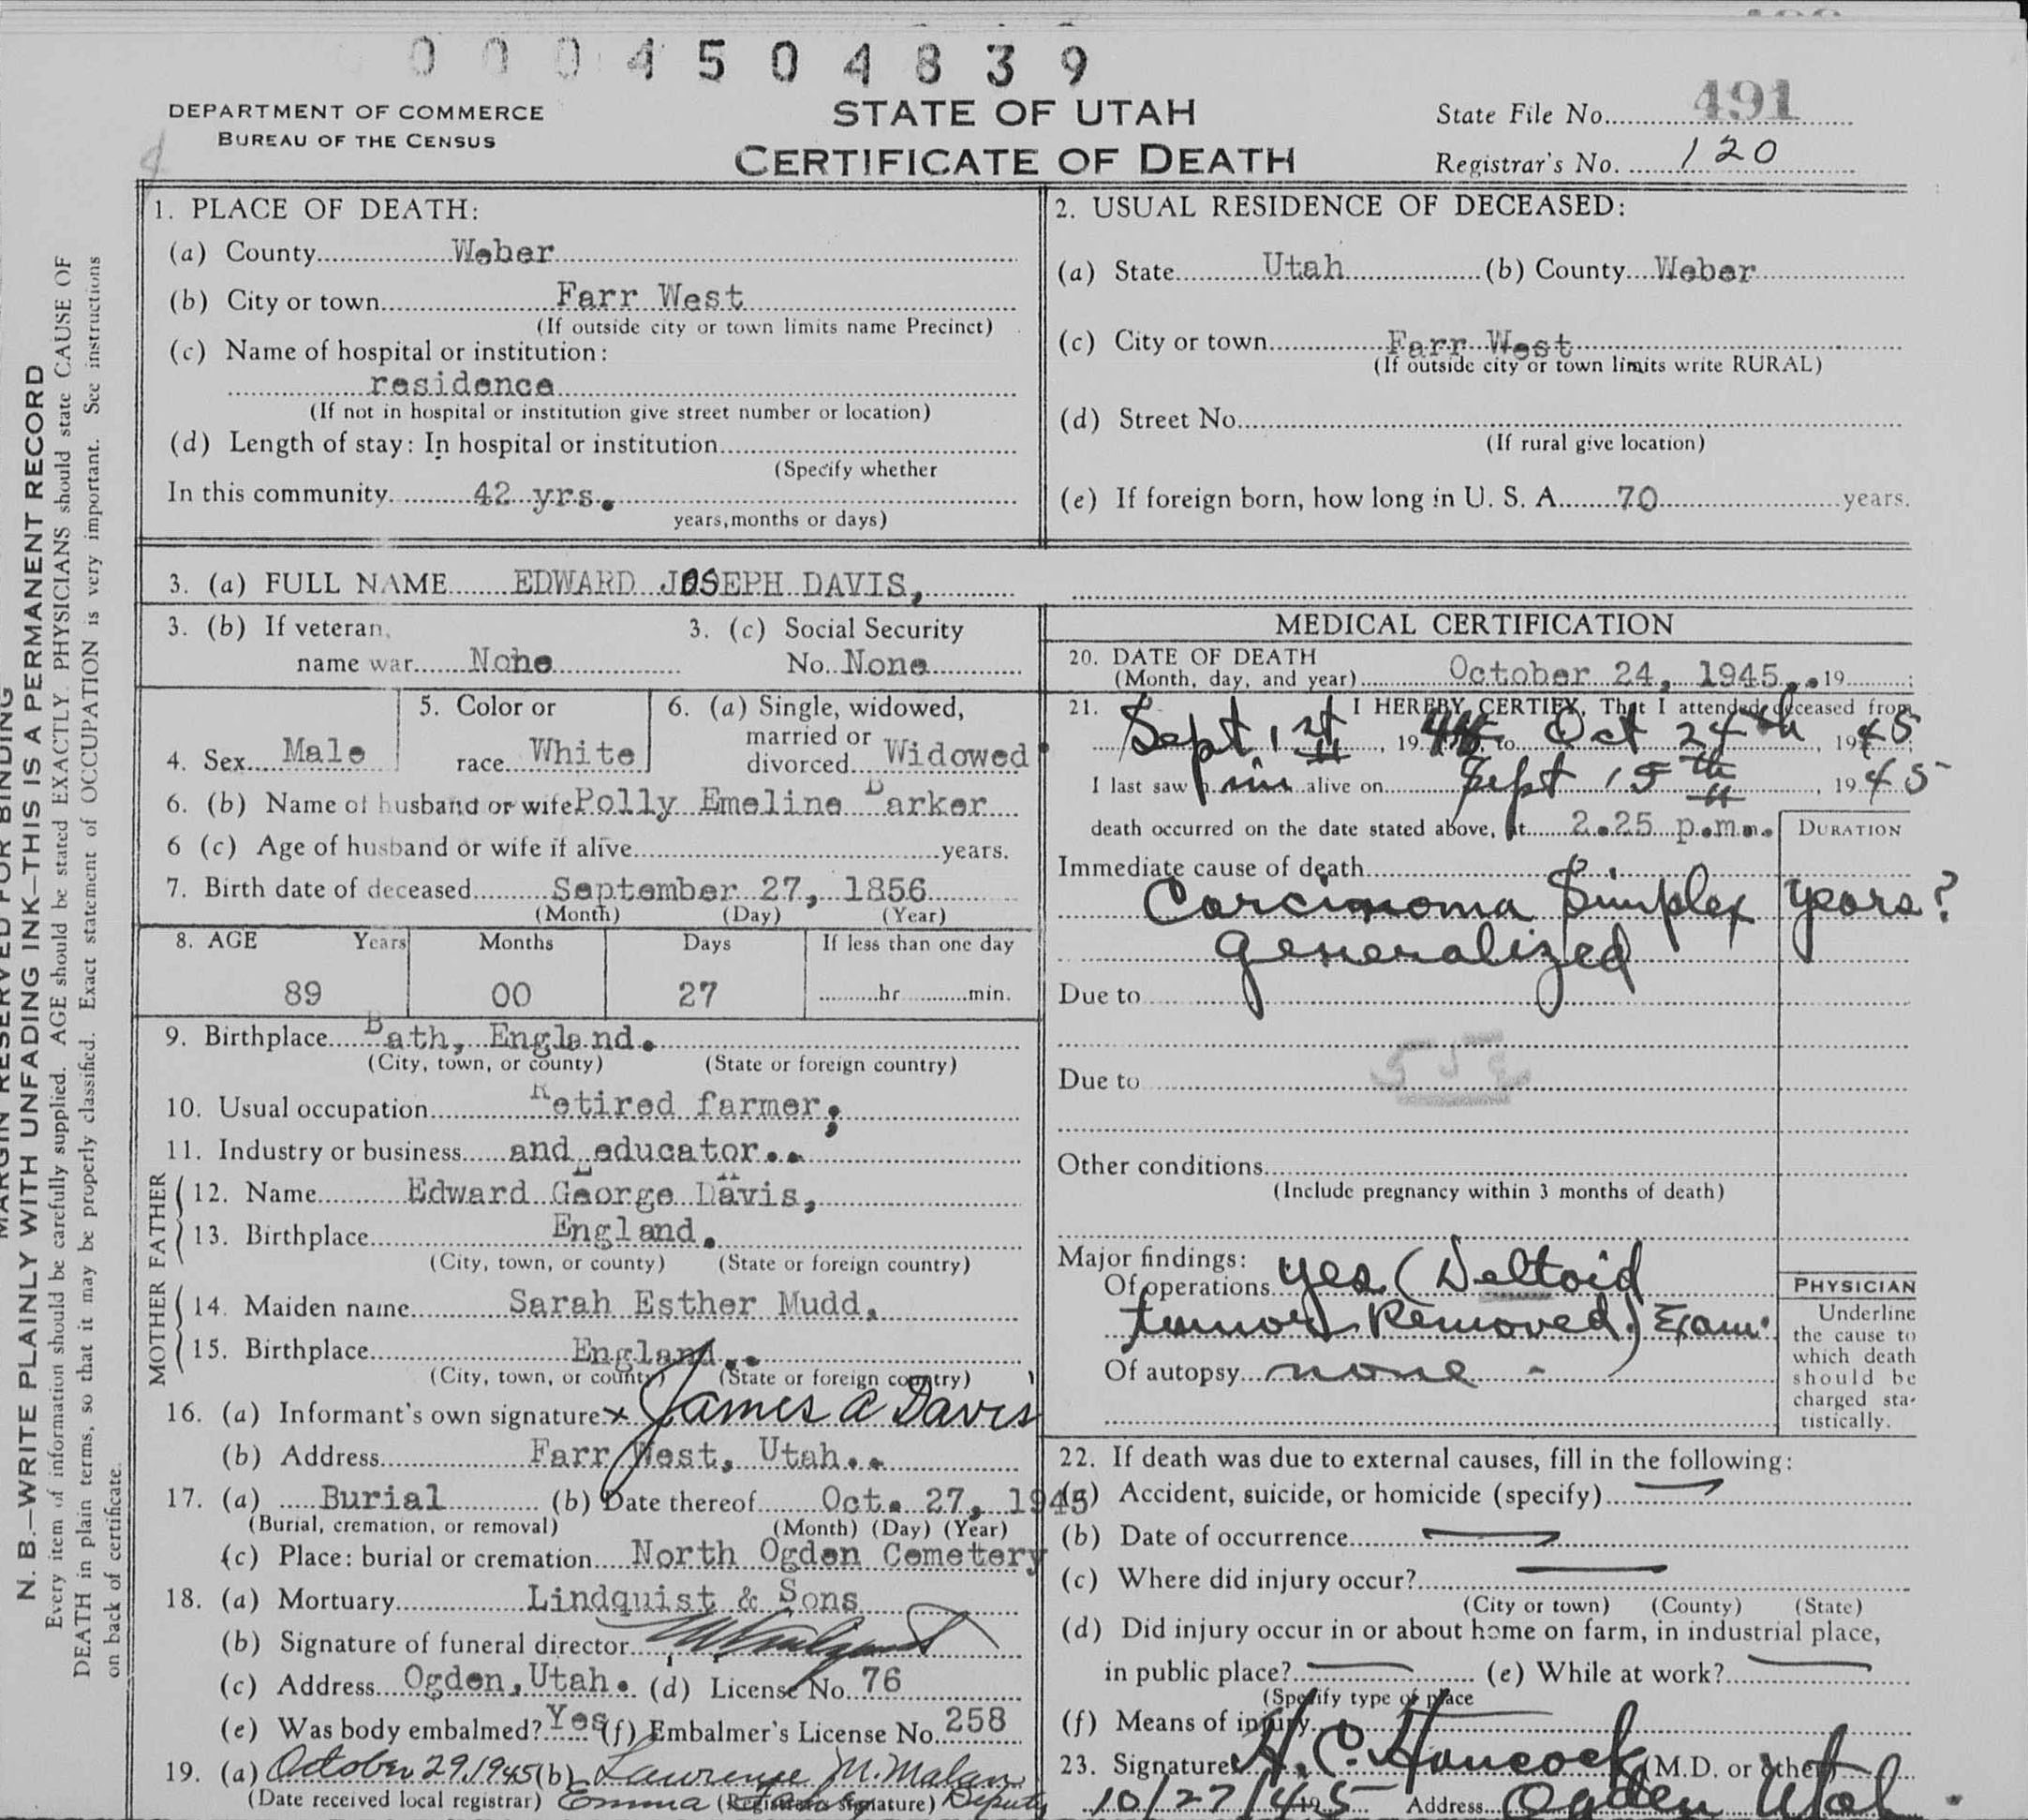 0004504839
DEPARTMENT OF COMMERCE
BUREAU OF THE CENSUS
STATE OF UTAH
CERTIFICATE OF DEATH
State File No. 491
Registrar's No. 120
MARGIN RESERVED FOR BINDING
N. B.—WRITE PLAINLY WITH UNFADING INK—THIS IS A PERMANENT RECORD
Every item of information should be carefully supplied. AGE should be stated EXACTLY. PHYSICIANS should state CAUSE OF
DEATH in plain terms, so that it may be properly classified. Exact statement of OCCUPATION is very important. See instructions
on back of certificate.
1. PLACE OF DEATH:
(a) County Weber
(b) City or town Farr West
(If outside city or town limits name Precinct)
(c) Name of hospital or institution:
residence
(If not in hospital or institution give street number or location)
(d) Length of stay: In hospital or institution
(Specify whether
In this community 42 yrs.
years, months or days)
2. USUAL RESIDENCE OF DECEASED:
(a) State Utah (b) County Weber
(c) City or town Farr West
(If outside city or town limits write RURAL)
(d) Street No.
(If rural give location)
(e) If foreign born, how long in U. S. A. 70 years.
3. (a) FULL NAME EDWARD JOSEPH DAVIS,
3. (b) If veteran,
name war None
3. (c) Social Security
No. None
4. Sex Male
5. Color or
race White
6. (a) Single, widowed,
married or
divorced Widowed
6. (b) Name of husband or wife Polly Emeline Barker
6 (c) Age of husband or wife if alive years.
7. Birth date of deceased September 27, 1856
(Month) (Day) (Year)
8. AGE Years Months Days If less than one day
89 00 27 hr min.
9. Birthplace Bath, England.
(City, town, or county) (State or foreign country)
10. Usual occupation Retired farmer;
11. Industry or business and educator..
FATHER
12. Name Edward George Davis,
13. Birthplace England.
(City, town, or county) (State or foreign country)
MOTHER
14. Maiden name Sarah Esther Mudd,
15. Birthplace England..
(City, town, or county) (State or foreign country)
16. (a) Informant's own signature x James A Davis
(b) Address Farr West, Utah..
17. (a) Burial (b) Date thereof Oct. 27, 1945
(Burial, cremation, or removal) (Month) (Day) (Year)
(c) Place: burial or cremation North Ogden Cemetery
18. (a) Mortuary Lindquist & Sons
(b) Signature of funeral director
(c) Address Ogden, Utah. (d) License No. 76
(e) Was body embalmed? Yes (f) Embalmer's License No. 258
19. (a) October 29, 1945 (b) Lawrence M. Malan
(Date received local registrar) Emma (Registrar's signature) Deputy
MEDICAL CERTIFICATION
20. DATE OF DEATH
(Month, day, and year) October 24, 1945,. 19 ;
21. I HEREBY CERTIFY, That I attended deceased from
Sept 1st, 1944, to Oct 24th, 1945;
I last saw him alive on Sept 15th, 1945
death occurred on the date stated above, at 2.25 p.m. DURATION
Immediate cause of death
Carcinoma Simplex years?
generalized
Due to
Due to
Other conditions
(Include pregnancy within 3 months of death)
Major findings:
Of operations yes (Deltoid
tumor Removed.) Exam.
Of autopsy none -
PHYSICIAN
Underline
the cause to
which death
should be
charged sta-
tistically.
22. If death was due to external causes, fill in the following:
(a) Accident, suicide, or homicide (specify)
(b) Date of occurrence
(c) Where did injury occur?
(City or town) (County) (State)
(d) Did injury occur in or about home on farm, in industrial place,
in public place? (e) While at work?
(Specify type of place
(f) Means of injury
23. Signature H. C. Hancock (M.D. or other)
10/27/45 19 Address Ogden Utah.